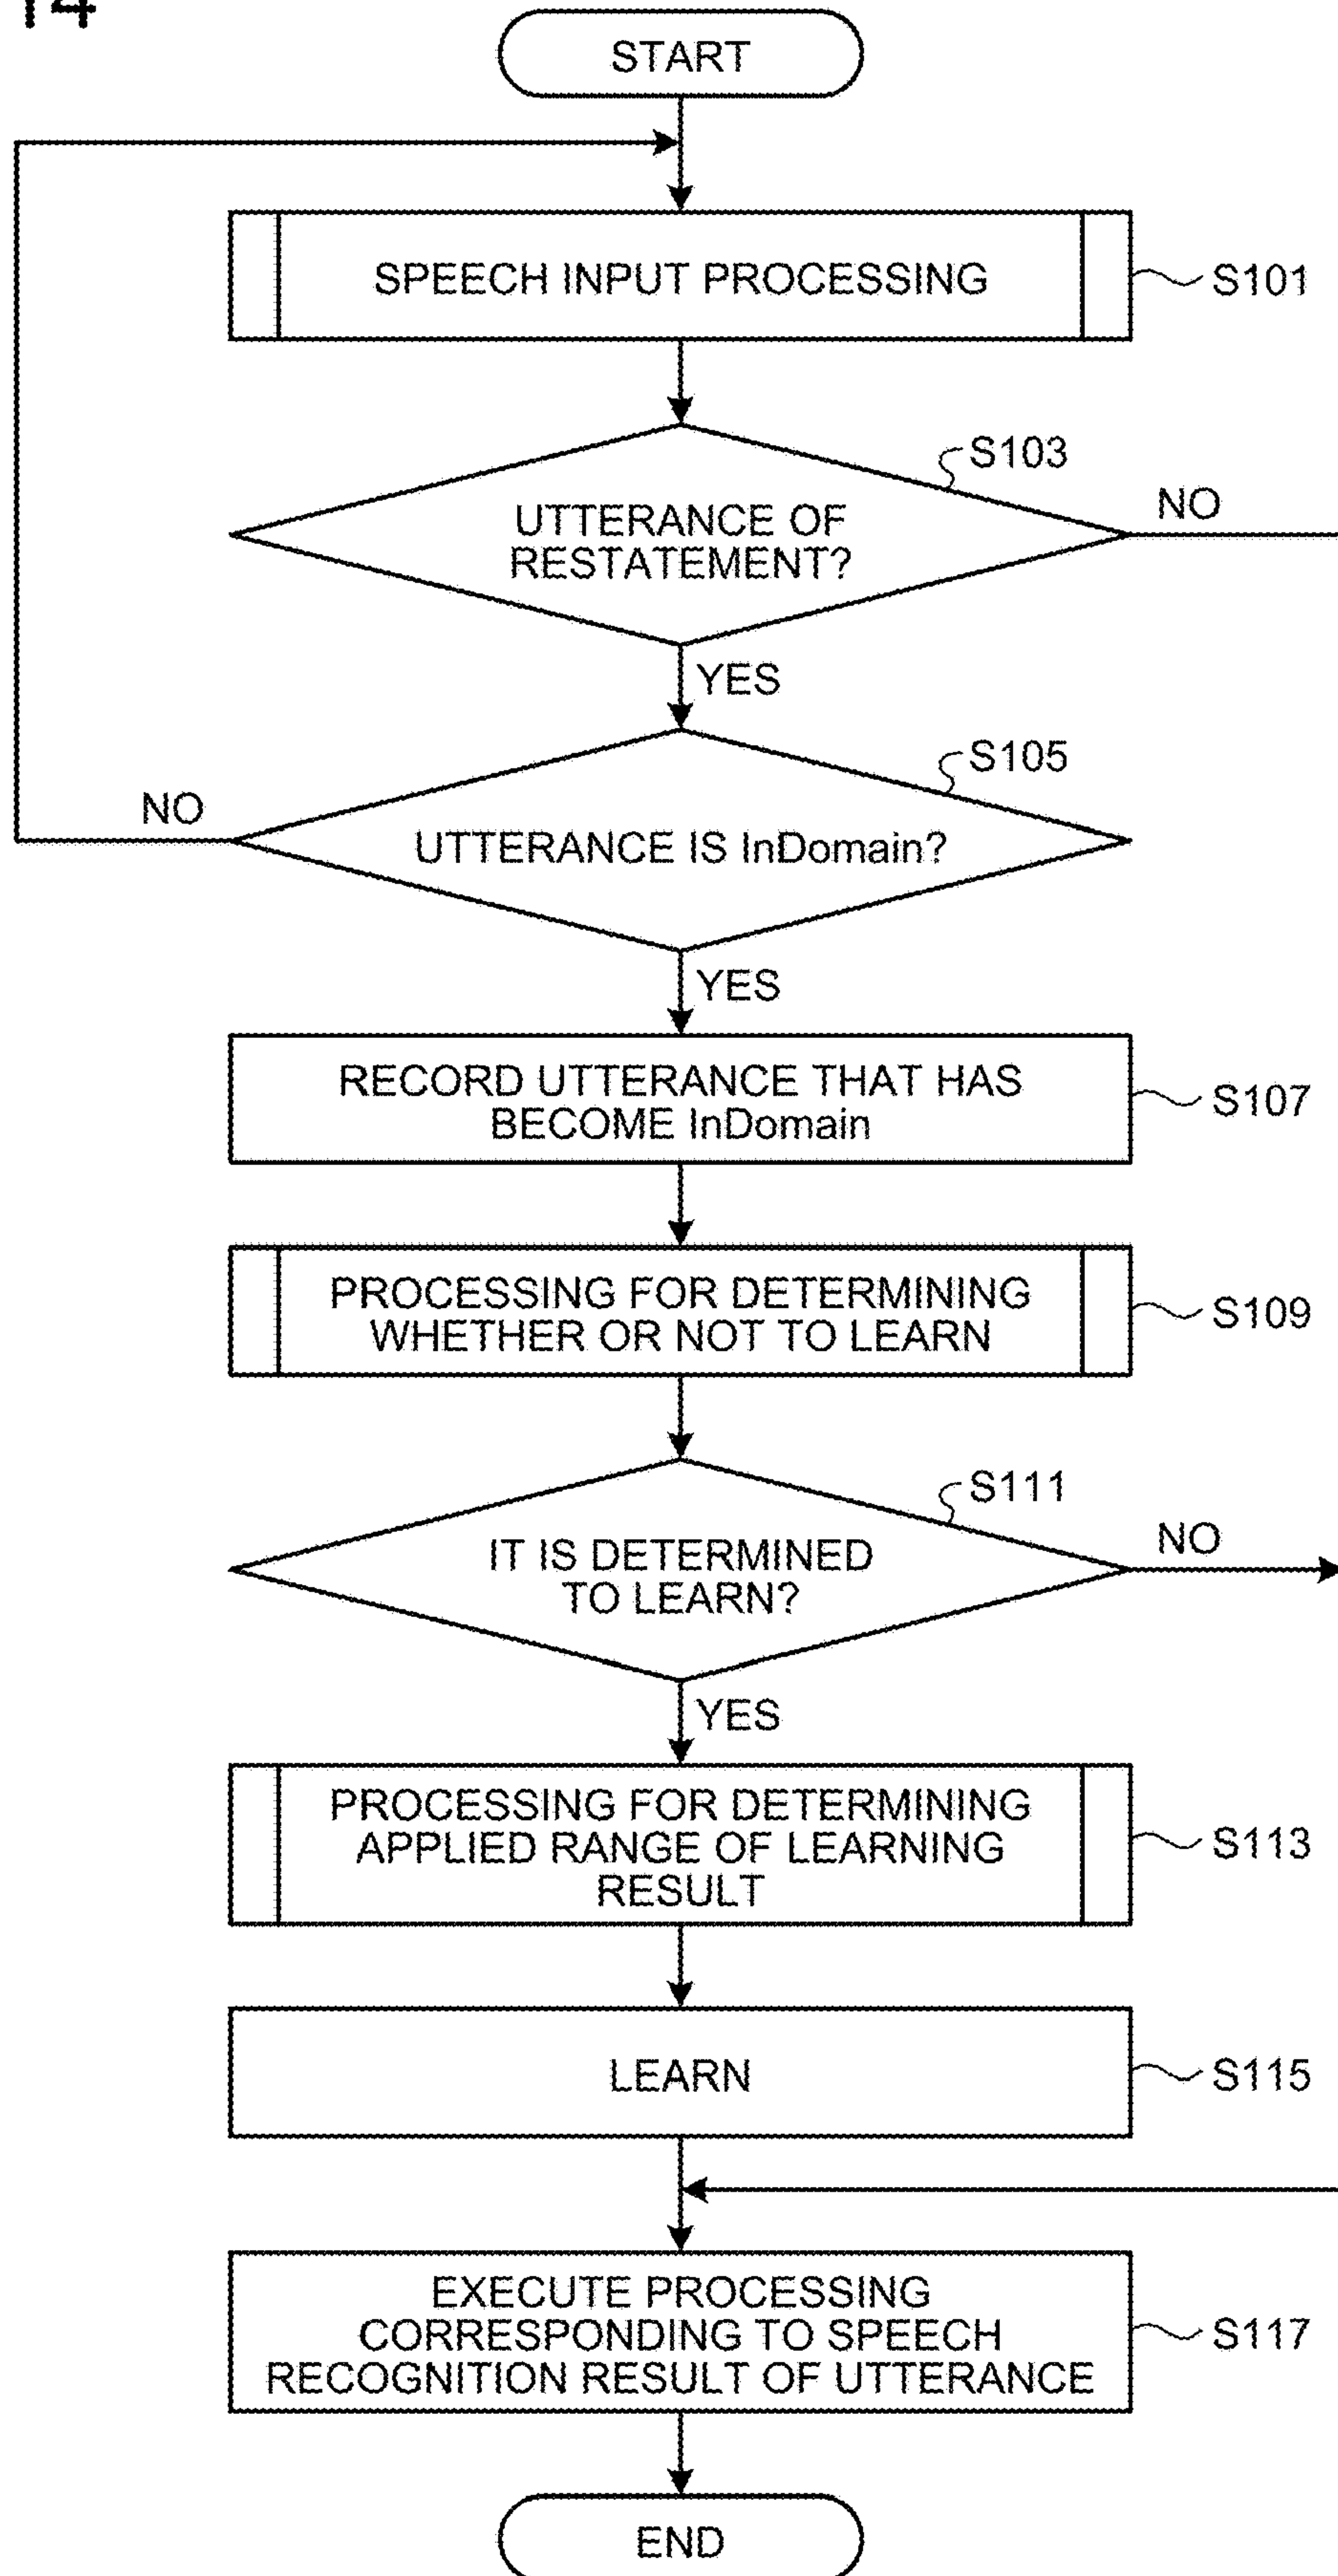 14
START
SPEECH INPUT PROCESSING
S101
S103
UTTERANCE OF
RESTATEMENT?
NO
YES
S105
NO
UTTERANCE IS InDomain?
YES
RECORD UTTERANCE THAT HAS
BECOME InDomain
S107
PROCESSING FOR DETERMINING
WHETHER OR NOT TO LEARN
S109
S111
IT IS DETERMINED
TO LEARN?
NO
YES
PROCESSING FOR DETERMINING
APPLIED RANGE OF LEARNING
RESULT
S113
LEARN
S115
EXECUTE PROCESSING
CORRESPONDING TO SPEECH
RECOGNITION RESULT OF UTTERANCE
S117
END